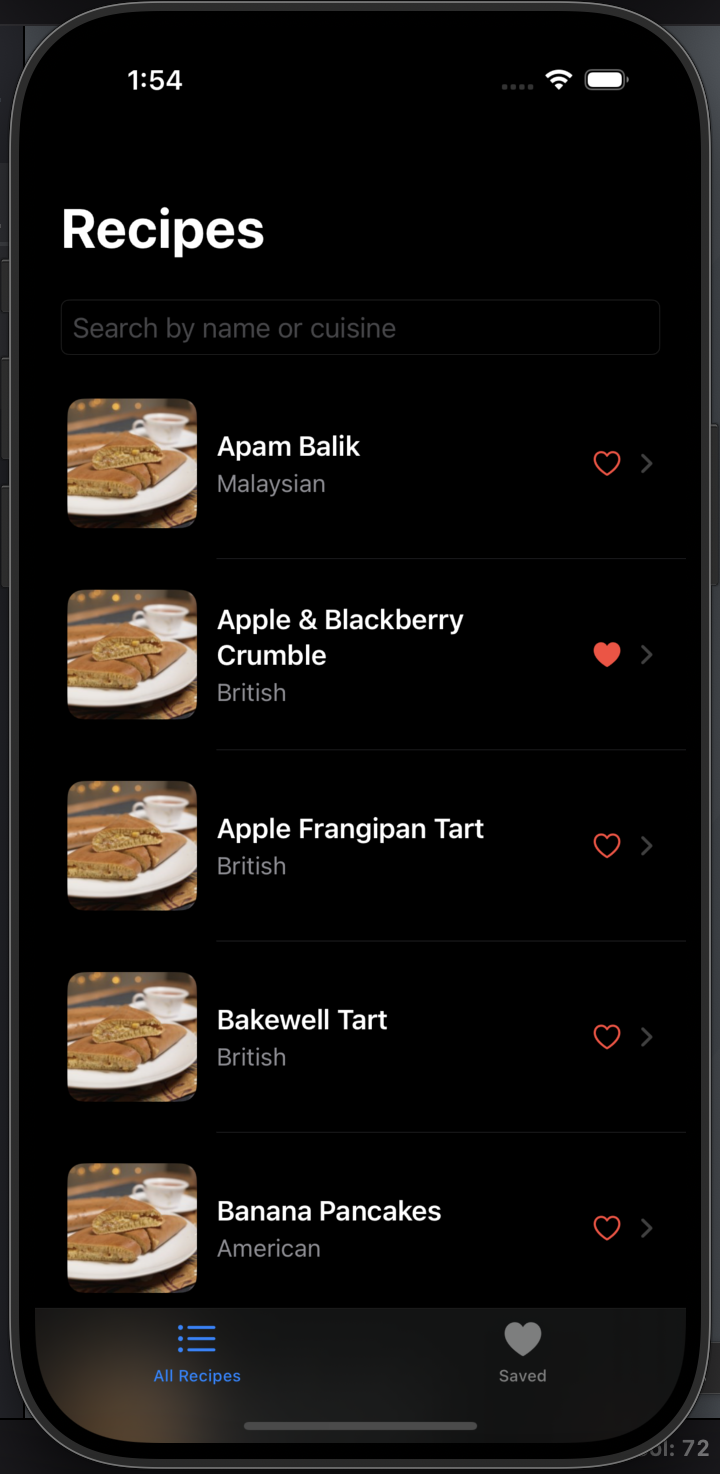 1:54
Recipes
Search by name or cuisine
Apam Balik
Malaysian
Apple & Blackberry
Crumble
British
Apple Frangipan Tart
British
Bakewell Tart
British
Banana Pancakes
American
All Recipes
Saved
: 72